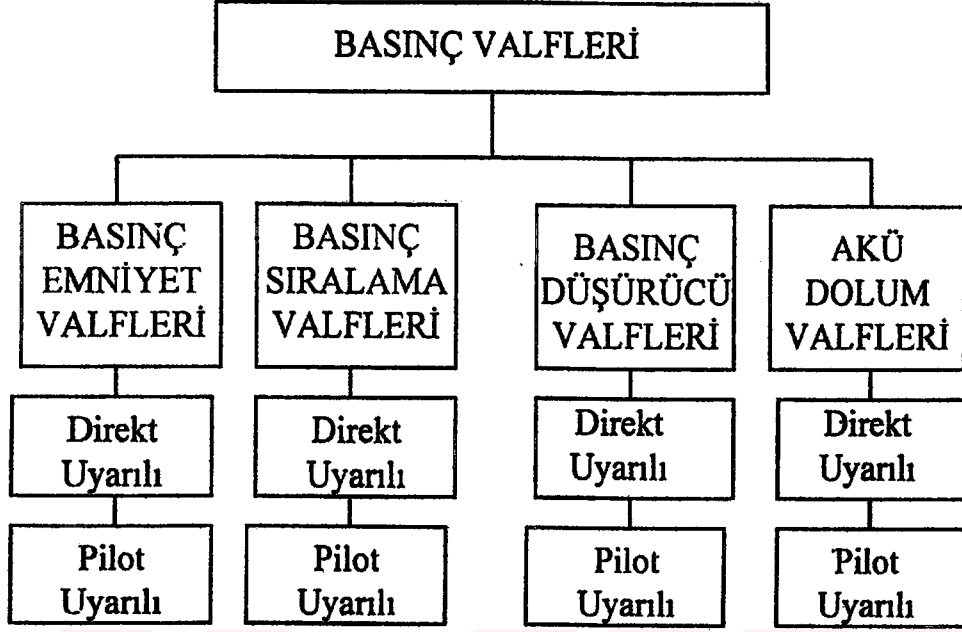 BASINÇ VALFLERİ
BASINÇ
EMNİYET
VALFLERİ
BASINÇ
SIRALAMA
VALFLERİ
BASINÇ
DÜŞÜRÜCÜ
VALFLERİ
AKÜ
DOLUM
VALFLERİ
Direkt
Uyarılı
Direkt
Uyarılı
Direkt
Uyarılı
Direkt
Uyarılı
Pilot
Uyarılı
Pilot
Uyarılı
Pilot
Uyarılı
Pilot
Uyarılı